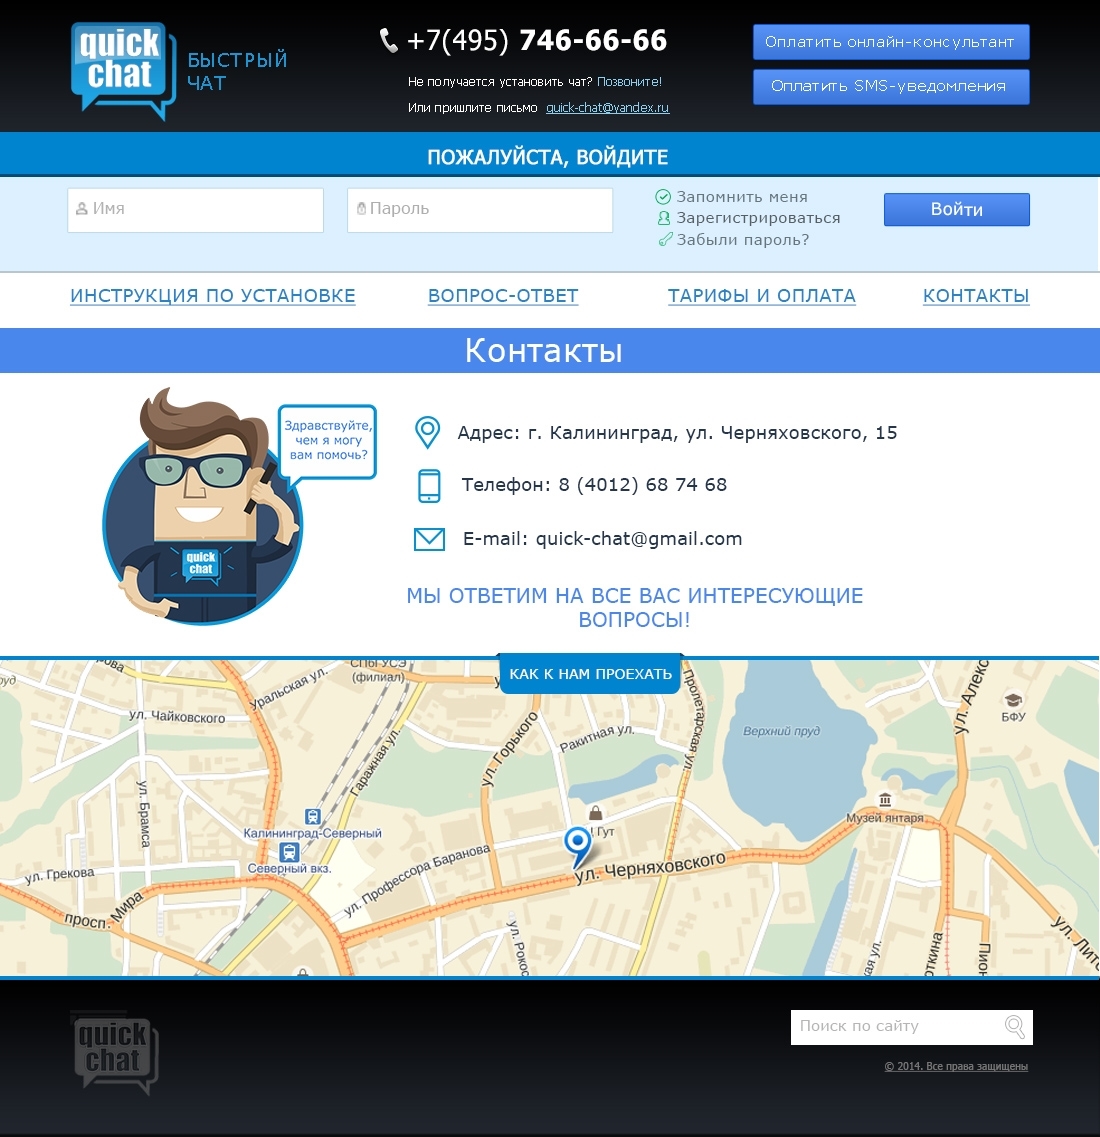 quick
chat
БЫСТРЫЙ
ЧАТ
+7(495) 746-66-66
Не получается установить чат? Позвоните!
Или пришлите письмо quick-chat@yandex.ru
Оплатить онлайн-консультант
Оплатить SMS-уведомления
ПОЖАЛУЙСТА, ВОЙДИТЕ
Имя
Пароль
Запомнить меня
Зарегистрироваться
Забыли пароль?
Войти
ИНСТРУКЦИЯ ПО УСТАНОВКЕ
ВОПРОС-ОТВЕТ
ТАРИФЫ И ОПЛАТА
КОНТАКТЫ
Контакты
Здравствуйте,
чем я могу
вам помочь?
quick
chat
Адрес: г. Калининград, ул. Черняховского, 15
Телефон: 8 (4012) 68 74 68
E-mail: quick-chat@gmail.com
МЫ ОТВЕТИМ НА ВСЕ ВАС ИНТЕРЕСУЮЩИЕ
ВОПРОСЫ!
КАК К НАМ ПРОЕХАТЬ
(филиал)
Уральская ул.
ул. Чайковского
Гаражная ул.
ул. Горького
Ракитная ул.
Пролетарская ул.
Верхний пруд
ул. Алекс
БФУ
ул. Брамса
Калининград-Северный
Северный вкз.
Гут
Музей янтаря
ул. Грекова
ул. Профессора Баранова
ул. Черняховского
просп. Мира
ул. Рокос
ская ул.
откина
Пион
ул. Лито
quick
chat
Поиск по сайту
© 2014. Все права защищены